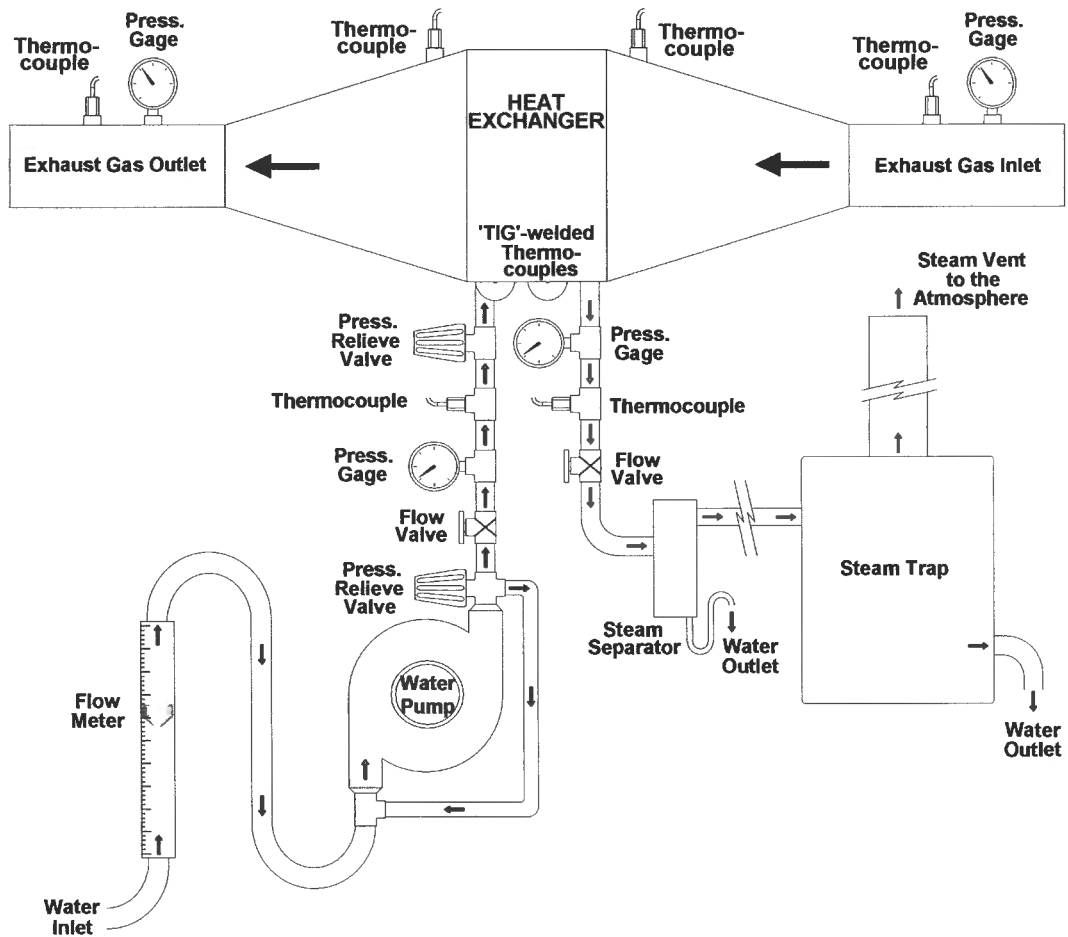 Press.
Gage
Thermo-
couple
Thermo-
couple
Thermo-
couple
Press.
Gage
Thermo-
couple
HEAT
EXCHANGER
Exhaust Gas Outlet
Exhaust Gas Inlet
'TIG'-welded
Thermo-
couples
Steam Vent
to the
Atmosphere
Press.
Relieve
Valve
Press.
Gage
Thermocouple
Thermocouple
Press.
Gage
Flow
Valve
Flow
Valve
Press.
Relieve
Valve
Steam Trap
Steam
Separator
Water
Outlet
Water
Pump
Flow
Meter
Water
Outlet
Water
Inlet